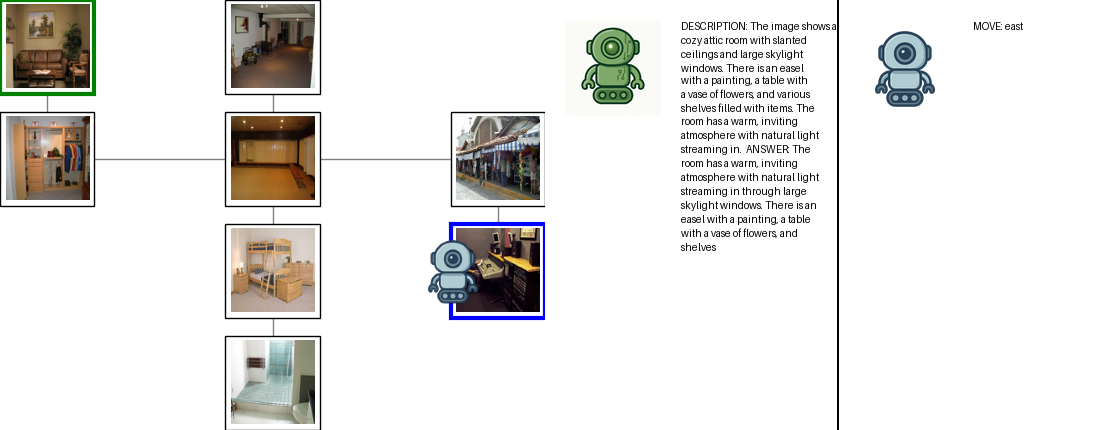 DESCRIPTION: The image shows a
cozy attic room with slanted
ceilings and large skylight
windows. There is an easel
with a painting, a table with
a vase of flowers, and various
shelves filled with items. The
room has a warm, inviting
atmosphere with natural light
streaming in. ANSWER: The
room has a warm, inviting
atmosphere with natural light
streaming in through large
skylight windows. There is an
easel with a painting, a table
with a vase of flowers, and
shelves
MOVE: east